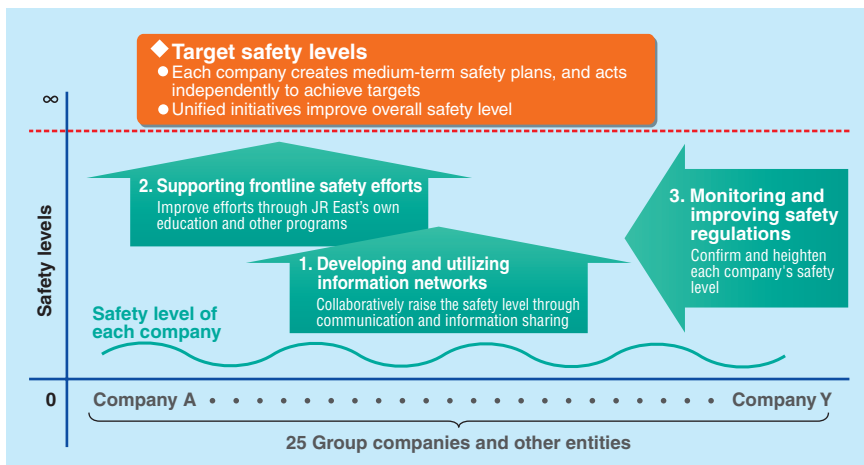 ◆ Target safety levels
● Each company creates medium-term safety plans, and acts
independently to achieve targets
● Unified initiatives improve overall safety level
∞
Safety levels
2. Supporting frontline safety efforts
Improve efforts through JR East's own
education and other programs
3. Monitoring and
improving safety
regulations
Confirm and heighten
each company's safety
level
1. Developing and utilizing
information networks
Collaboratively raise the safety level through
communication and information sharing
Safety level of
each company
0 Company A • • • • • • • • • • • • • • • • • • • • • • Company Y
25 Group companies and other entities